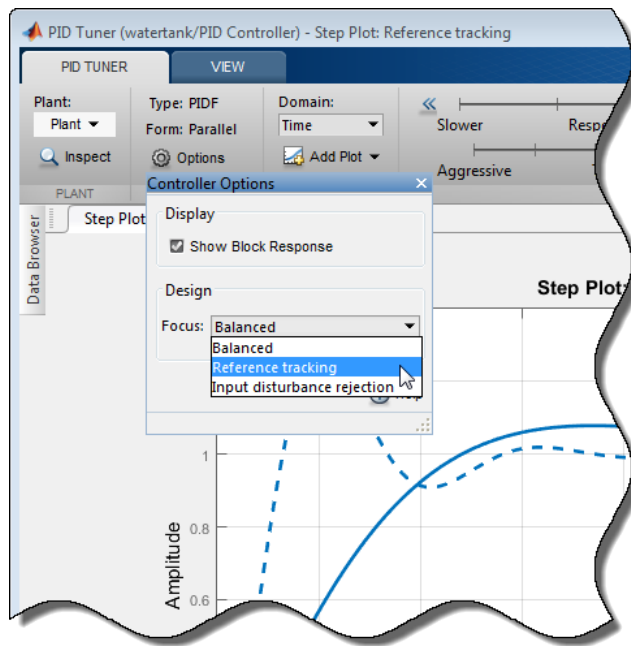 PID Tuner (watertank/PID Controller) - Step Plot: Reference tracking
PID TUNER
VIEW
Plant:
Plant
Inspect
PLANT
Type: PIDF
Form: Parallel
Options
Domain:
Time
Add Plot
Slower
Aggressive
Controller Options
Data Browser
Step Plot
Display
Show Block Response
Design
Focus: Balanced
Balanced
Reference tracking
Input disturbance rejection
Step Plot:
Amplitude
1
0.8
0.6